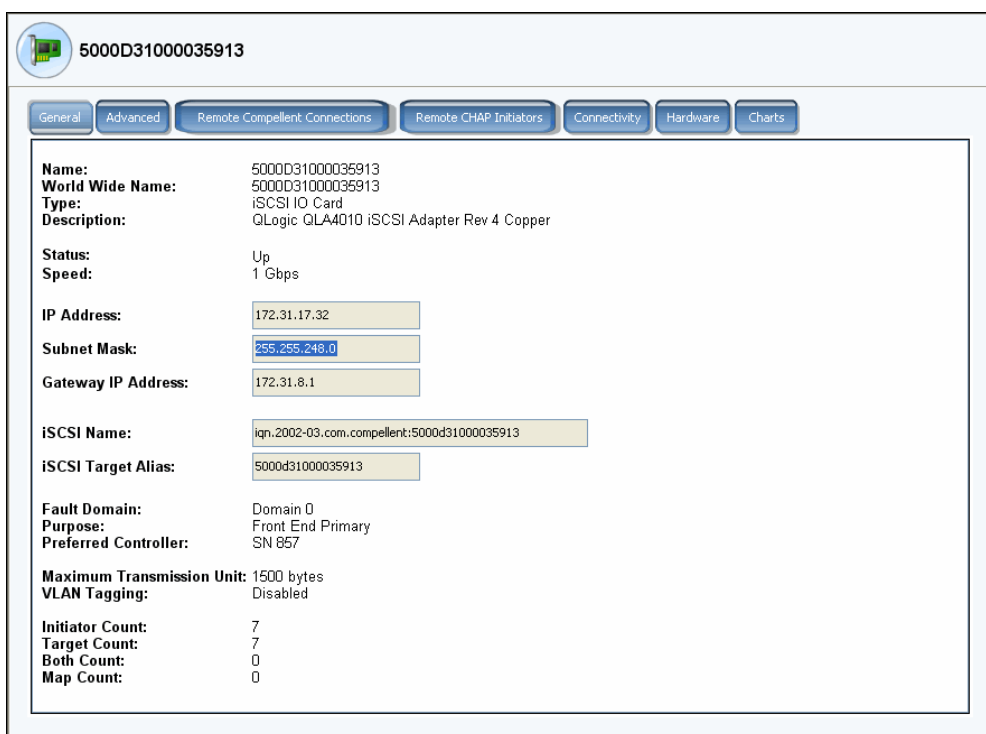 5000D31000035913
General Advanced Remote Compellent Connections Remote CHAP Initiators Connectivity Hardware Charts
Name: 5000D31000035913
World Wide Name: 5000D31000035913
Type: iSCSI IO Card
Description: QLogic QLA4010 iSCSI Adapter Rev 4 Copper
Status: Up
Speed: 1 Gbps
IP Address: 172.31.17.32
Subnet Mask: 255.255.248.0
Gateway IP Address: 172.31.8.1
iSCSI Name: iqn.2002-03.com.compellent:5000d31000035913
iSCSI Target Alias: 5000d31000035913
Fault Domain: Domain 0
Purpose: Front End Primary
Preferred Controller: SN 857
Maximum Transmission Unit: 1500 bytes
VLAN Tagging: Disabled
Initiator Count: 7
Target Count: 7
Both Count: 0
Map Count: 0